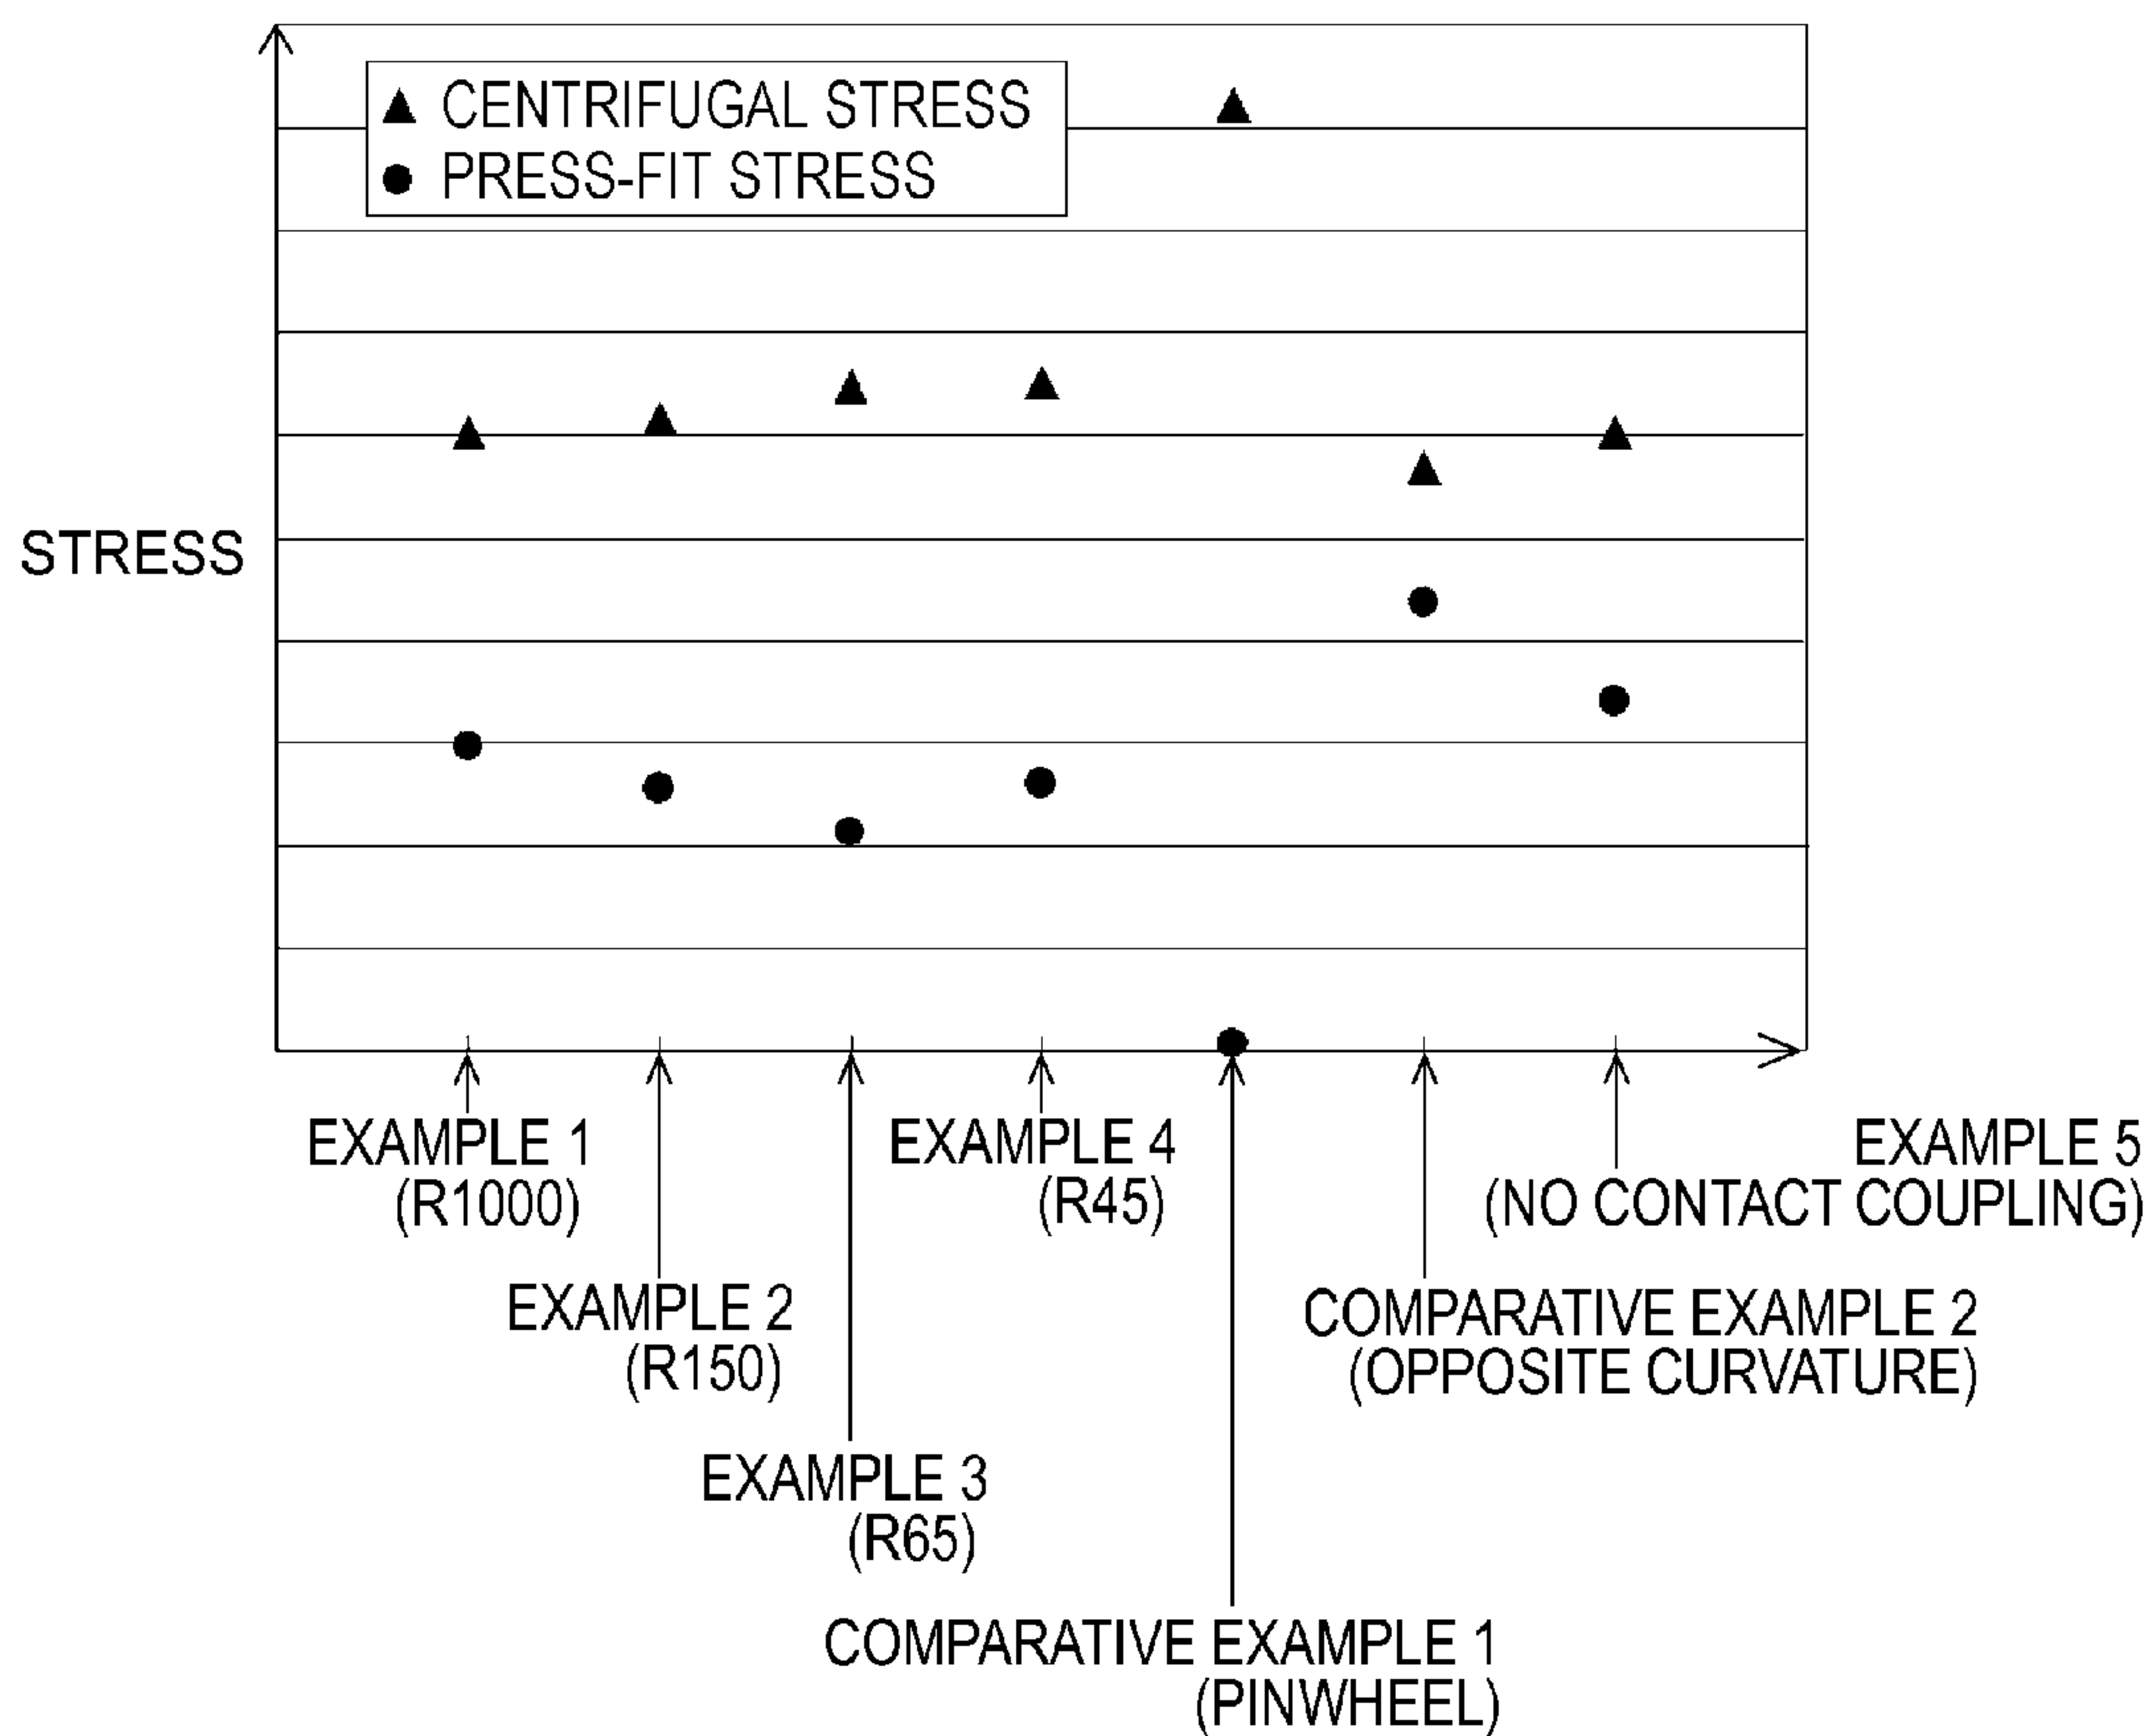 CENTRIFUGAL STRESS
PRESS-FIT STRESS
STRESS
EXAMPLE 1
(R1000)
EXAMPLE 2
(R150)
EXAMPLE 3
(R65)
EXAMPLE 4
(R45)
COMPARATIVE EXAMPLE 1
(PINWHEEL)
COMPARATIVE EXAMPLE 2
(OPPOSITE CURVATURE)
EXAMPLE 5
(NO CONTACT COUPLING)